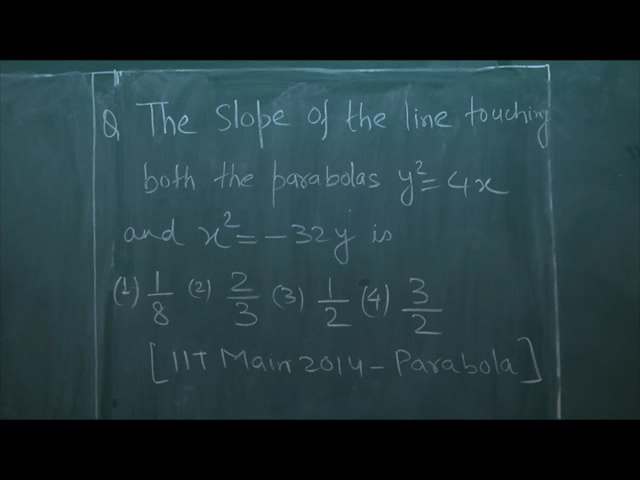 Q The Slope of the line touching
both the parabolas y² = 4x
and x² = -32y is
(1) 1/8 (2) 2/3 (3) 1/2 (4) 3/2
[IIT Main 2014 - Parabola]